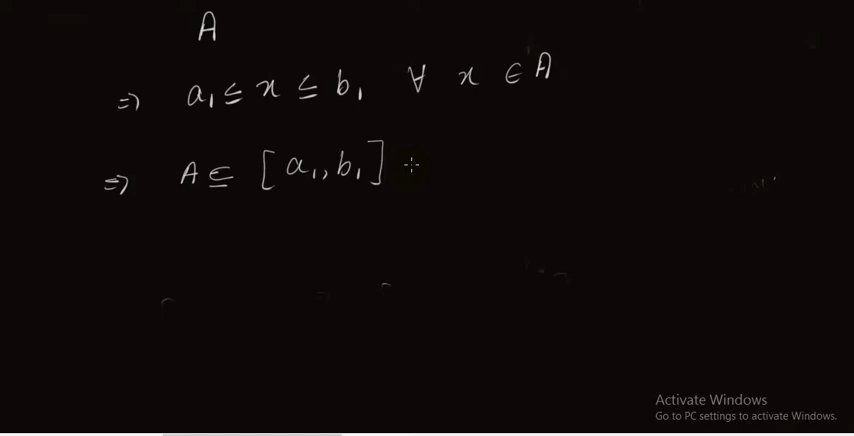 A
⇒ a₁ ≤ x ≤ b₁ ∀ x ∈ A
⇒ A ⊆ [a₁, b₁]
Activate Windows
Go to PC settings to activate Windows.